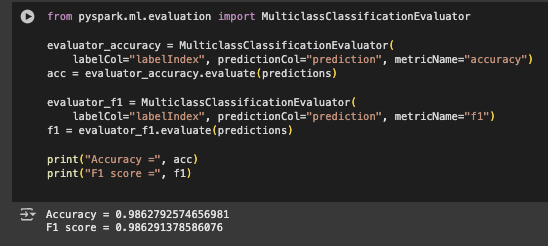 from pyspark.ml.evaluation import MulticlassClassificationEvaluator
evaluator_accuracy = MulticlassClassificationEvaluator(
labelCol="labelIndex", predictionCol="prediction", metricName="accuracy")
acc = evaluator_accuracy.evaluate(predictions)
evaluator_f1 = MulticlassClassificationEvaluator(
labelCol="labelIndex", predictionCol="prediction", metricName="f1")
f1 = evaluator_f1.evaluate(predictions)
print("Accuracy =", acc)
print("F1 score =", f1)
Accuracy = 0.9862792574656981
F1 score = 0.986291378586076